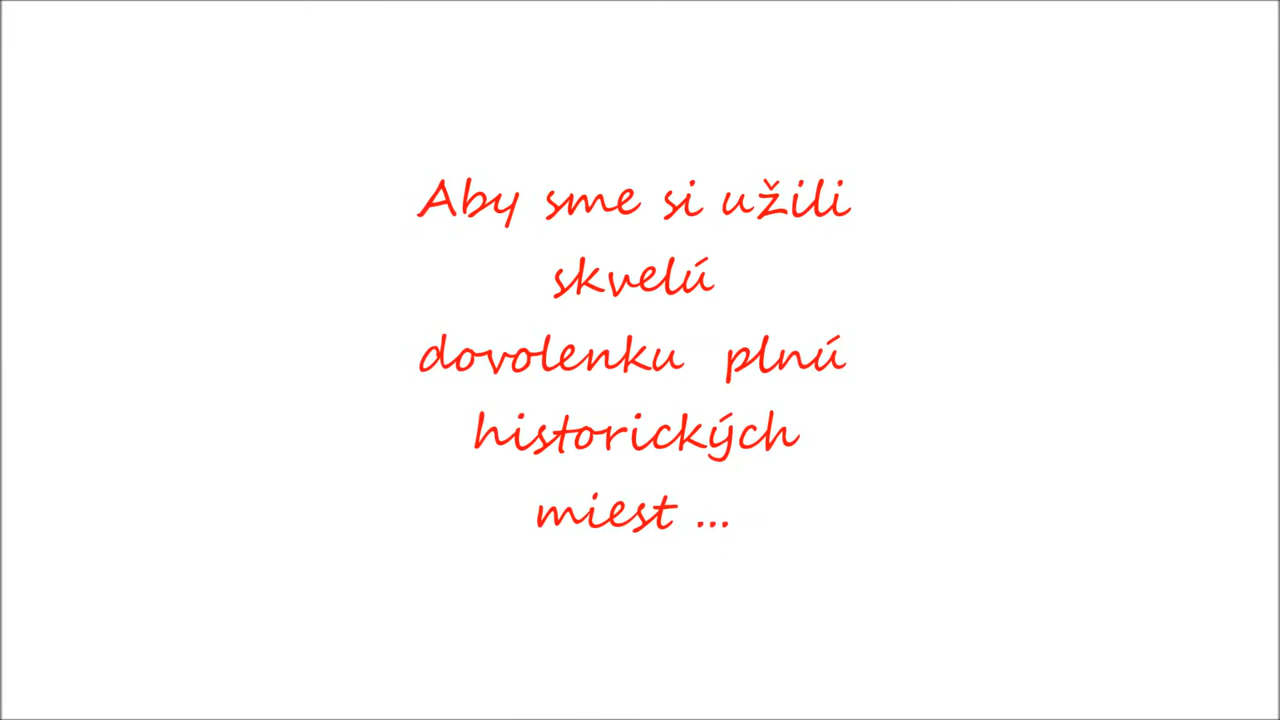 Aby sme si užili
skvelú
dovolenku plnú
historických
miest ...